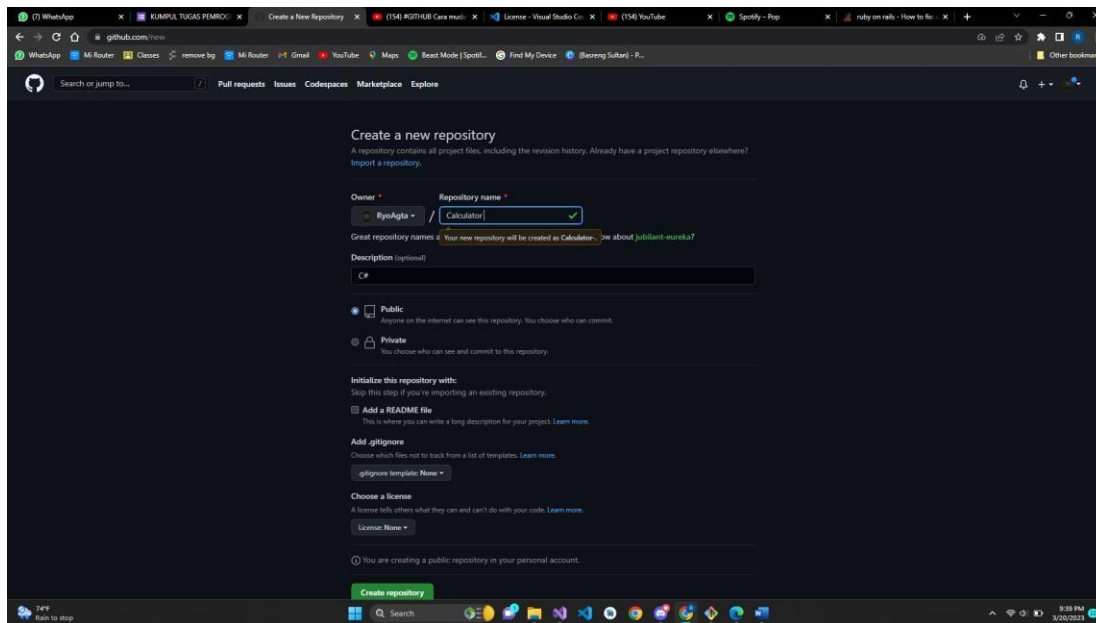 (7) WhatsApp
KUMPUL TUGAS PEMROG
Create a New Repository
(154) #GITHUB Cara mud
License - Visual Studio Co
(154) YouTube
Spotify – Pop
ruby on rails - How to fix
github.com/new
WhatsApp
Mi Router
Classes
remove bg
Mi Router
Gmail
YouTube
Maps
Beast Mode | Spotif...
Find My Device
(Basreng Sultan) - P...
Other bookmar
Search or jump to...
/
Pull requests Issues Codespaces Marketplace Explore
Create a new repository
A repository contains all project files, including the revision history. Already have a project repository elsewhere?
Import a repository.
Owner * Repository name *
RyoAgta / Calculator
Great repository names a
Your new repository will be created as Calculator-.
ow about jubilant-eureka?
Description (optional)
C#
Public
Anyone on the internet can see this repository. You choose who can commit.
Private
You choose who can see and commit to this repository.
Initialize this repository with:
Skip this step if you're importing an existing repository.
Add a README file
This is where you can write a long description for your project. Learn more.
Add .gitignore
Choose which files not to track from a list of templates. Learn more.
.gitignore template: None
Choose a license
A license tells others what they can and can't do with your code. Learn more.
License: None
You are creating a public repository in your personal account.
Create repository
74°F
Rain to stop
Search
9:39 PM
3/20/2023